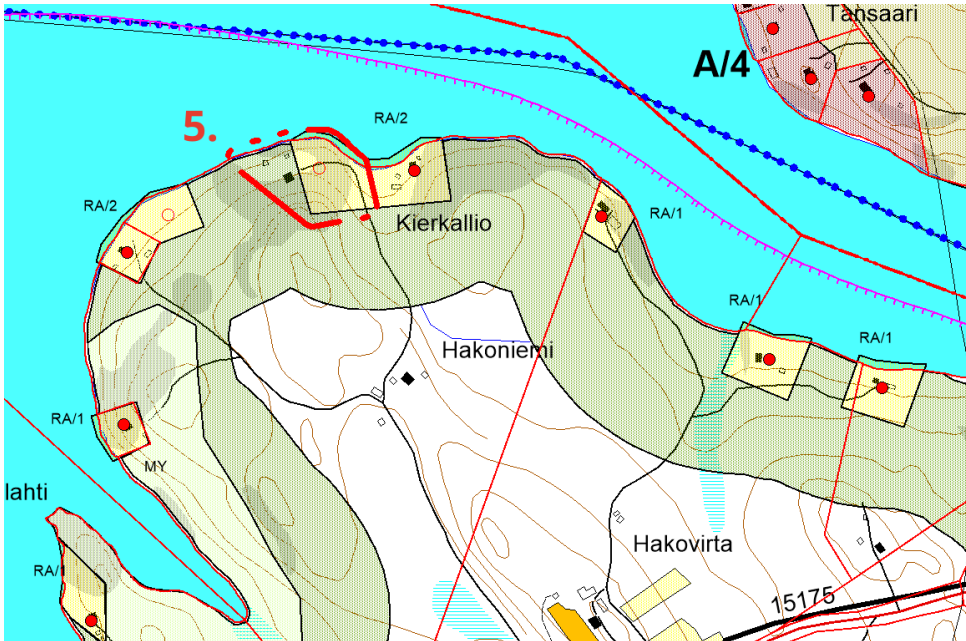 Tansaari
A/4
5.
RA/2
RA/2
RA/1
Kierkallio
RA/1
RA/1
Hakoniemi
RA/1
MY
lahti
Hakovirta
RA/1
15175